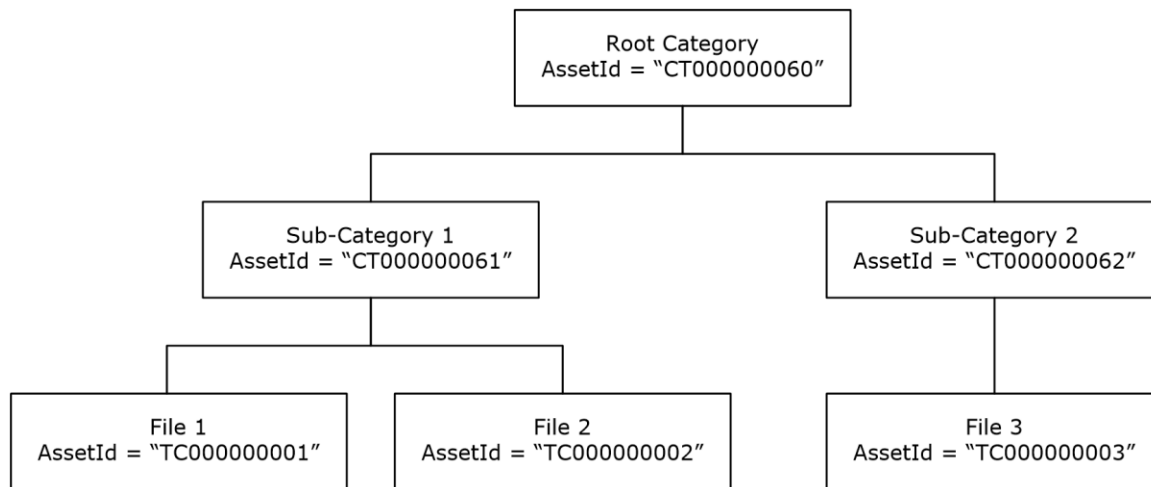 Root Category
AssetId = “CT000000060”
Sub-Category 1
AssetId = “CT000000061”
Sub-Category 2
AssetId = “CT000000062”
File 1
AssetId = “TC000000001”
File 2
AssetId = “TC000000002”
File 3
AssetId = “TC000000003”